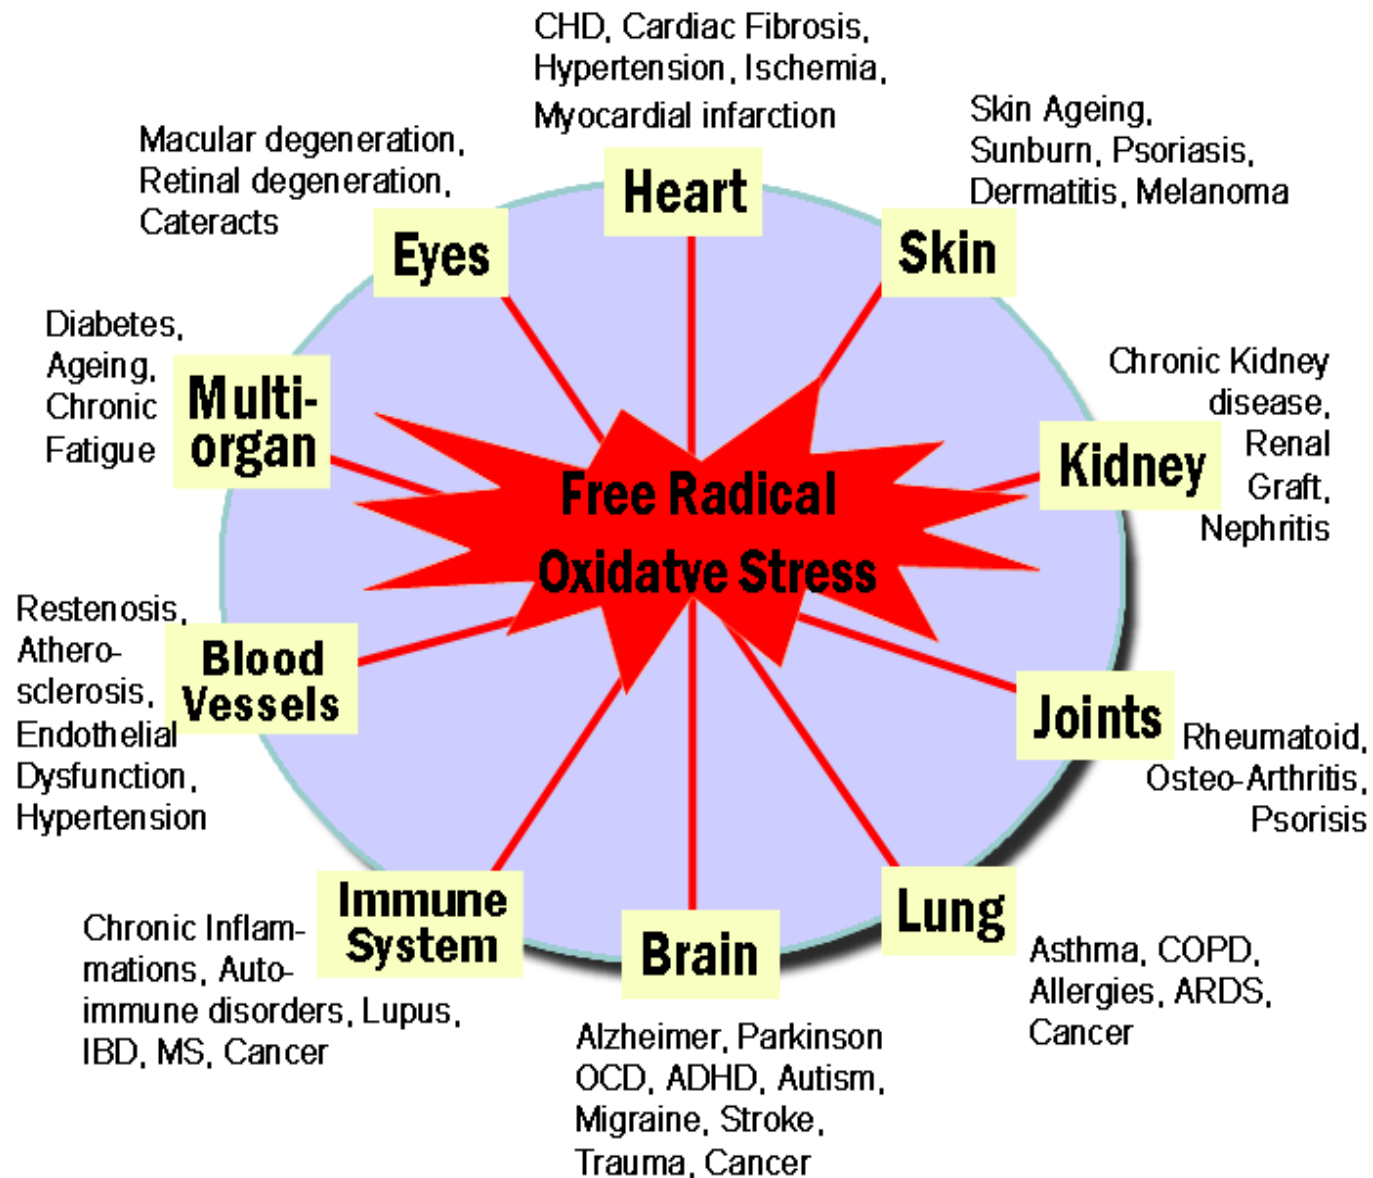 CHD, Cardiac Fibrosis,
Hypertension, Ischemia,
Myocardial infarction
Heart
Skin Ageing,
Sunburn, Psoriasis,
Dermatitis, Melanoma
Skin
Macular degeneration,
Retinal degeneration,
Cateracts
Eyes
Diabetes,
Ageing,
Chronic
Fatigue
Multi-
organ
Chronic Kidney
disease,
Renal
Graft,
Nephritis
Kidney
Free Radical
Oxidatve Stress
Restenosis,
Athero-
sclerosis,
Endothelial
Dysfunction,
Hypertension
Blood
Vessels
Joints
Rheumatoid,
Osteo-Arthritis,
Psorisis
Immune
System
Chronic Inflam-
mations, Auto-
immune disorders, Lupus,
IBD, MS, Cancer
Brain
Alzheimer, Parkinson
OCD, ADHD, Autism,
Migraine, Stroke,
Trauma, Cancer
Lung
Asthma, COPD,
Allergies, ARDS,
Cancer